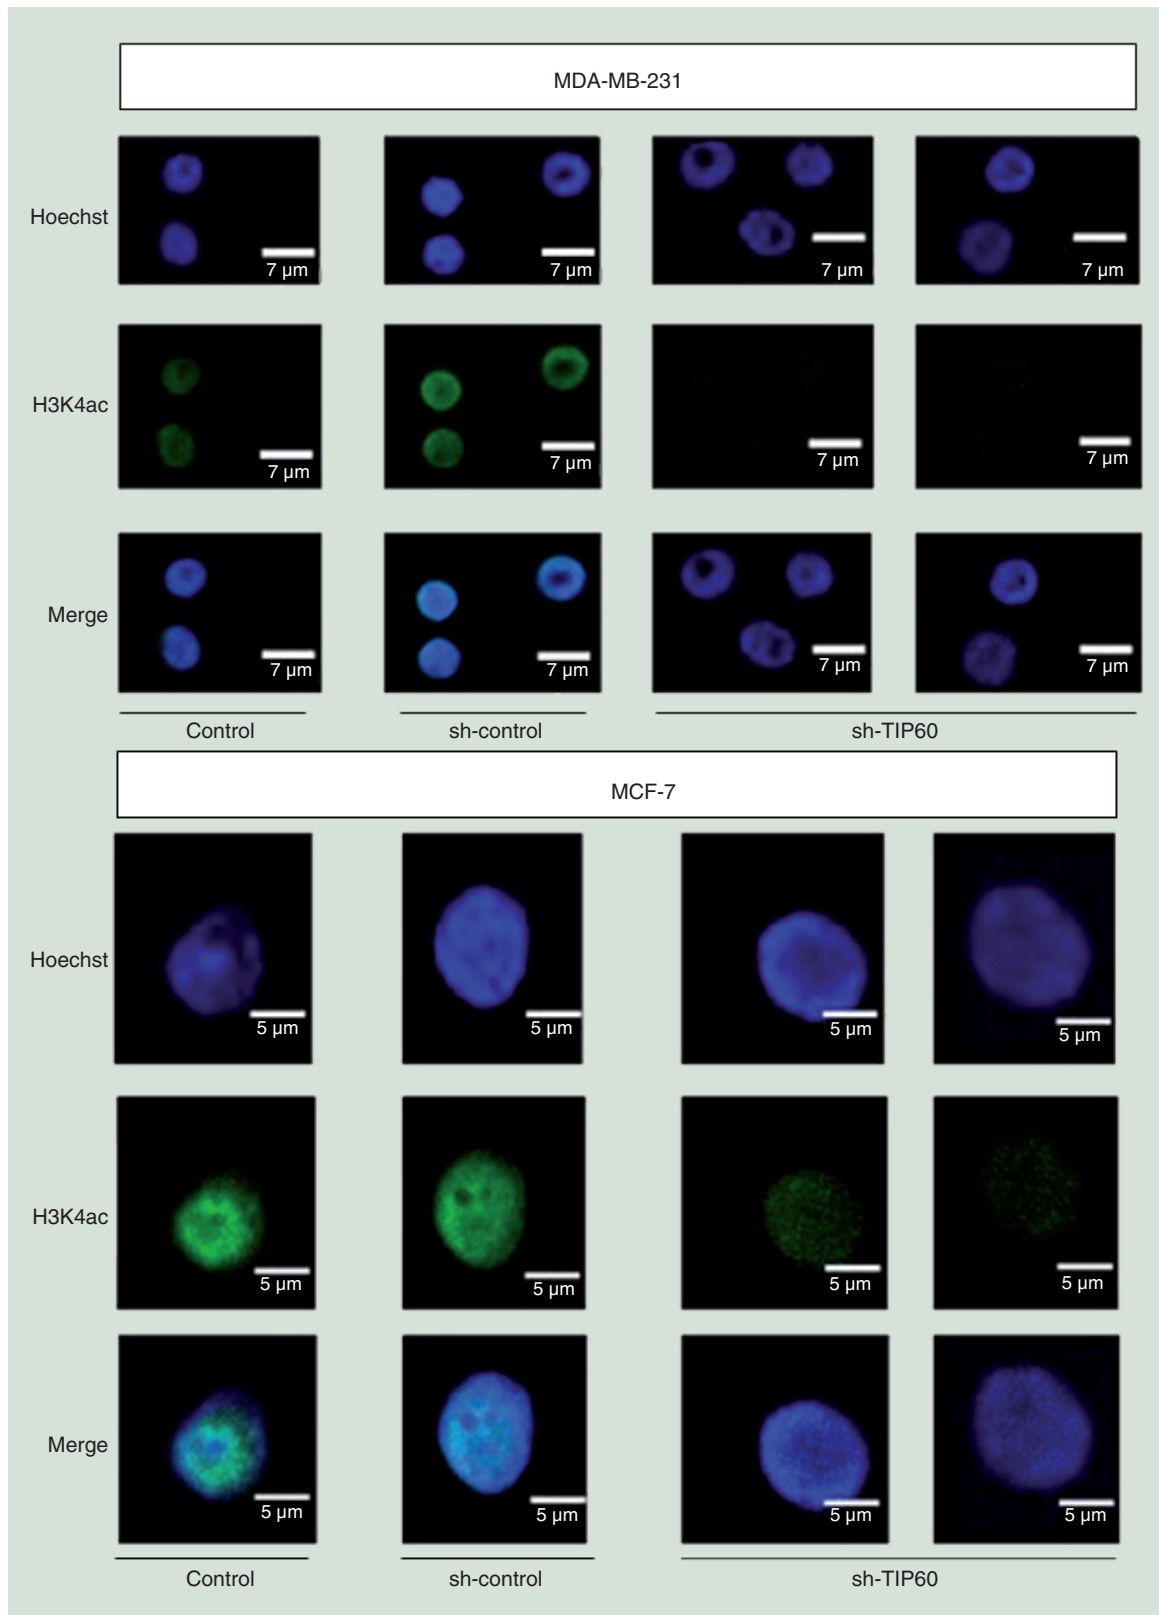 MDA-MB-231
Hoechst
7 µm
7 µm
7 µm
7 µm
H3K4ac
7 µm
7 µm
7 µm
7 µm
Merge
7 µm
7 µm
7 µm
7 µm
Control
sh-control
sh-TIP60
MCF-7
Hoechst
5 µm
5 µm
5 µm
5 µm
H3K4ac
5 µm
5 µm
5 µm
5 µm
Merge
5 µm
5 µm
5 µm
5 µm
Control
sh-control
sh-TIP60